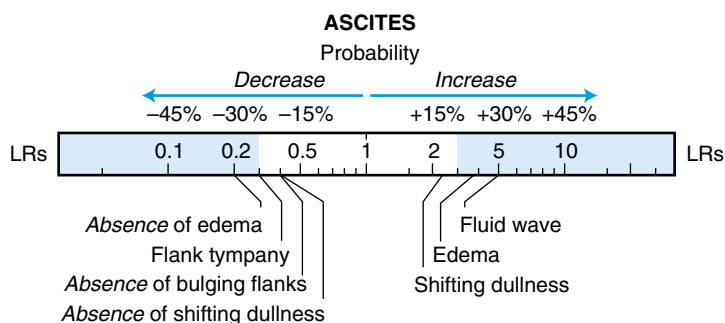 ASCITES
Probability
Decrease Increase
–45% –30% –15% +15% +30% +45%
LRs 0.1 0.2 0.5 1 2 5 10 LRs
Absence of edema Fluid wave
Flank tympany Edema
Absence of bulging flanks Shifting dullness
Absence of shifting dullness